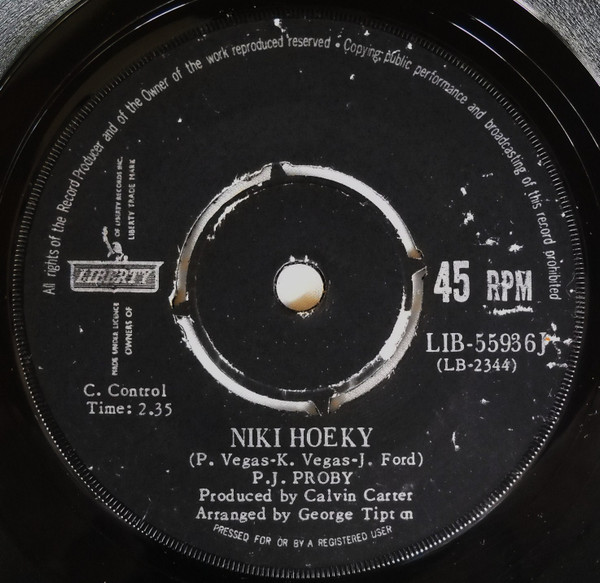 All rights of the Record Producer and of the Owner of the work reproduced reserved • Copying, public performance and broadcasting of this record prohibited
OF LIBERTY RECORDS INC.
LIBERTY TRADE MARK
LIBERTY
MADE UNDER LICENCE
OWNERS OF
45 RPM
LIB-55936J
(LB-2344)
C. Control
Time: 2.35
NIKI HOEKY
(P. Vegas-K. Vegas-J. Ford)
P.J. PROBY
Produced by Calvin Carter
Arranged by George Tipton
PRESSED FOR OR BY A REGISTERED USER